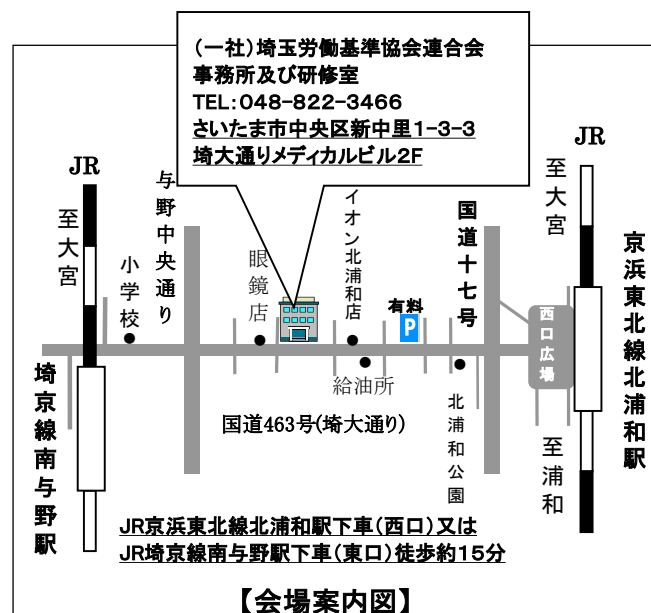 (一社)埼玉労働基準協会連合会
事務所及び研修室
TEL:048-822-3466
さいたま市中央区新中里1-3-3
埼大通りメディカルビル2F
JR
JR
至大宮
小学校
与野中央通り
眼鏡店
イオン北浦和店
有料
P
国道十七号
至大宮
西口広場
京浜東北線北浦和駅
埼京線南与野駅
給油所
国道463号(埼大通り)
北浦和公園
至浦和
JR京浜東北線北浦和駅下車(西口)又は
JR埼京線南与野駅下車(東口)徒歩約15分
【会場案内図】